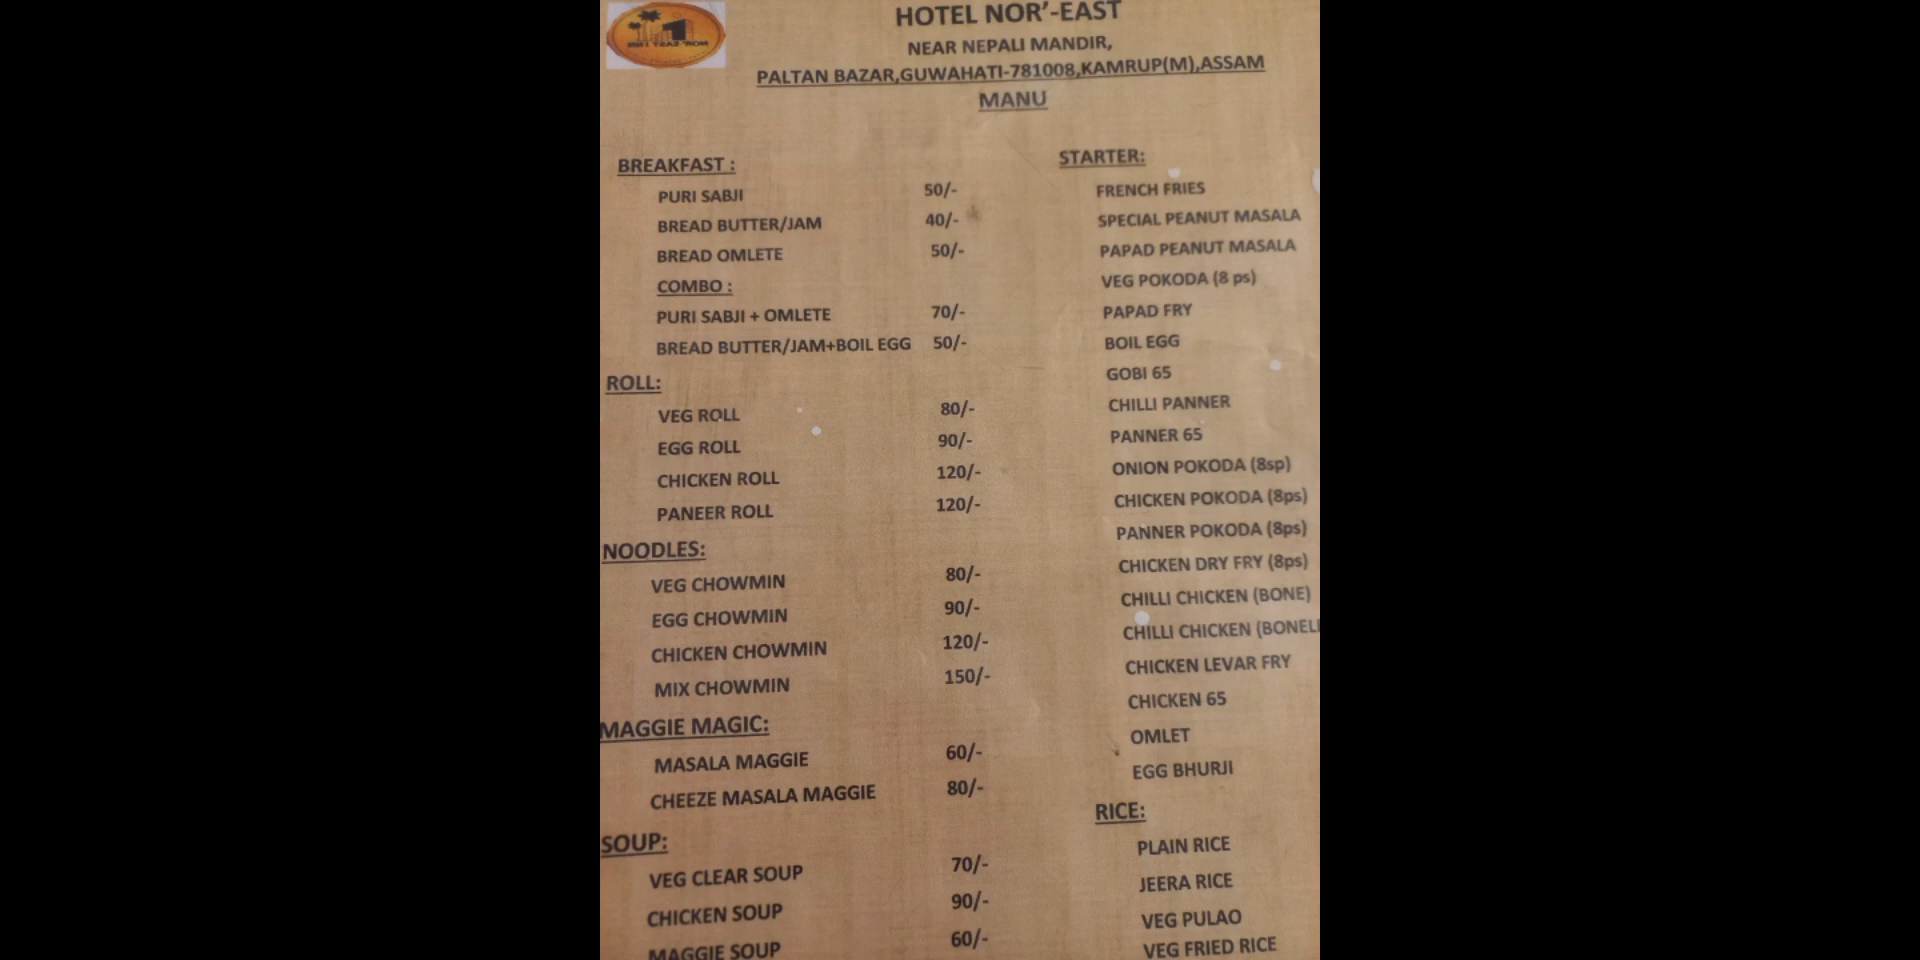 NOR'-EAST INN
HOTEL NOR’-EAST
NEAR NEPALI MANDIR,
PALTAN BAZAR,GUWAHATI-781008,KAMRUP(M),ASSAM
MANU
BREAKFAST :
PURI SABJI 50/-
BREAD BUTTER/JAM 40/-
BREAD OMLETE 50/-
COMBO :
PURI SABJI + OMLETE 70/-
BREAD BUTTER/JAM+BOIL EGG 50/-
ROLL:
VEG ROLL 80/-
EGG ROLL 90/-
CHICKEN ROLL 120/-
PANEER ROLL 120/-
NOODLES:
VEG CHOWMIN 80/-
EGG CHOWMIN 90/-
CHICKEN CHOWMIN 120/-
MIX CHOWMIN 150/-
MAGGIE MAGIC:
MASALA MAGGIE 60/-
CHEEZE MASALA MAGGIE 80/-
SOUP:
VEG CLEAR SOUP 70/-
CHICKEN SOUP 90/-
MAGGIE SOUP 60/-
STARTER:
FRENCH FRIES
SPECIAL PEANUT MASALA
PAPAD PEANUT MASALA
VEG POKODA (8 ps)
PAPAD FRY
BOIL EGG
GOBI 65
CHILLI PANNER
PANNER 65
ONION POKODA (8sp)
CHICKEN POKODA (8ps)
PANNER POKODA (8ps)
CHICKEN DRY FRY (8ps)
CHILLI CHICKEN (BONE)
CHILLI CHICKEN (BONEL
CHICKEN LEVAR FRY
CHICKEN 65
OMLET
EGG BHURJI
RICE:
PLAIN RICE
JEERA RICE
VEG PULAO
VEG FRIED RICE